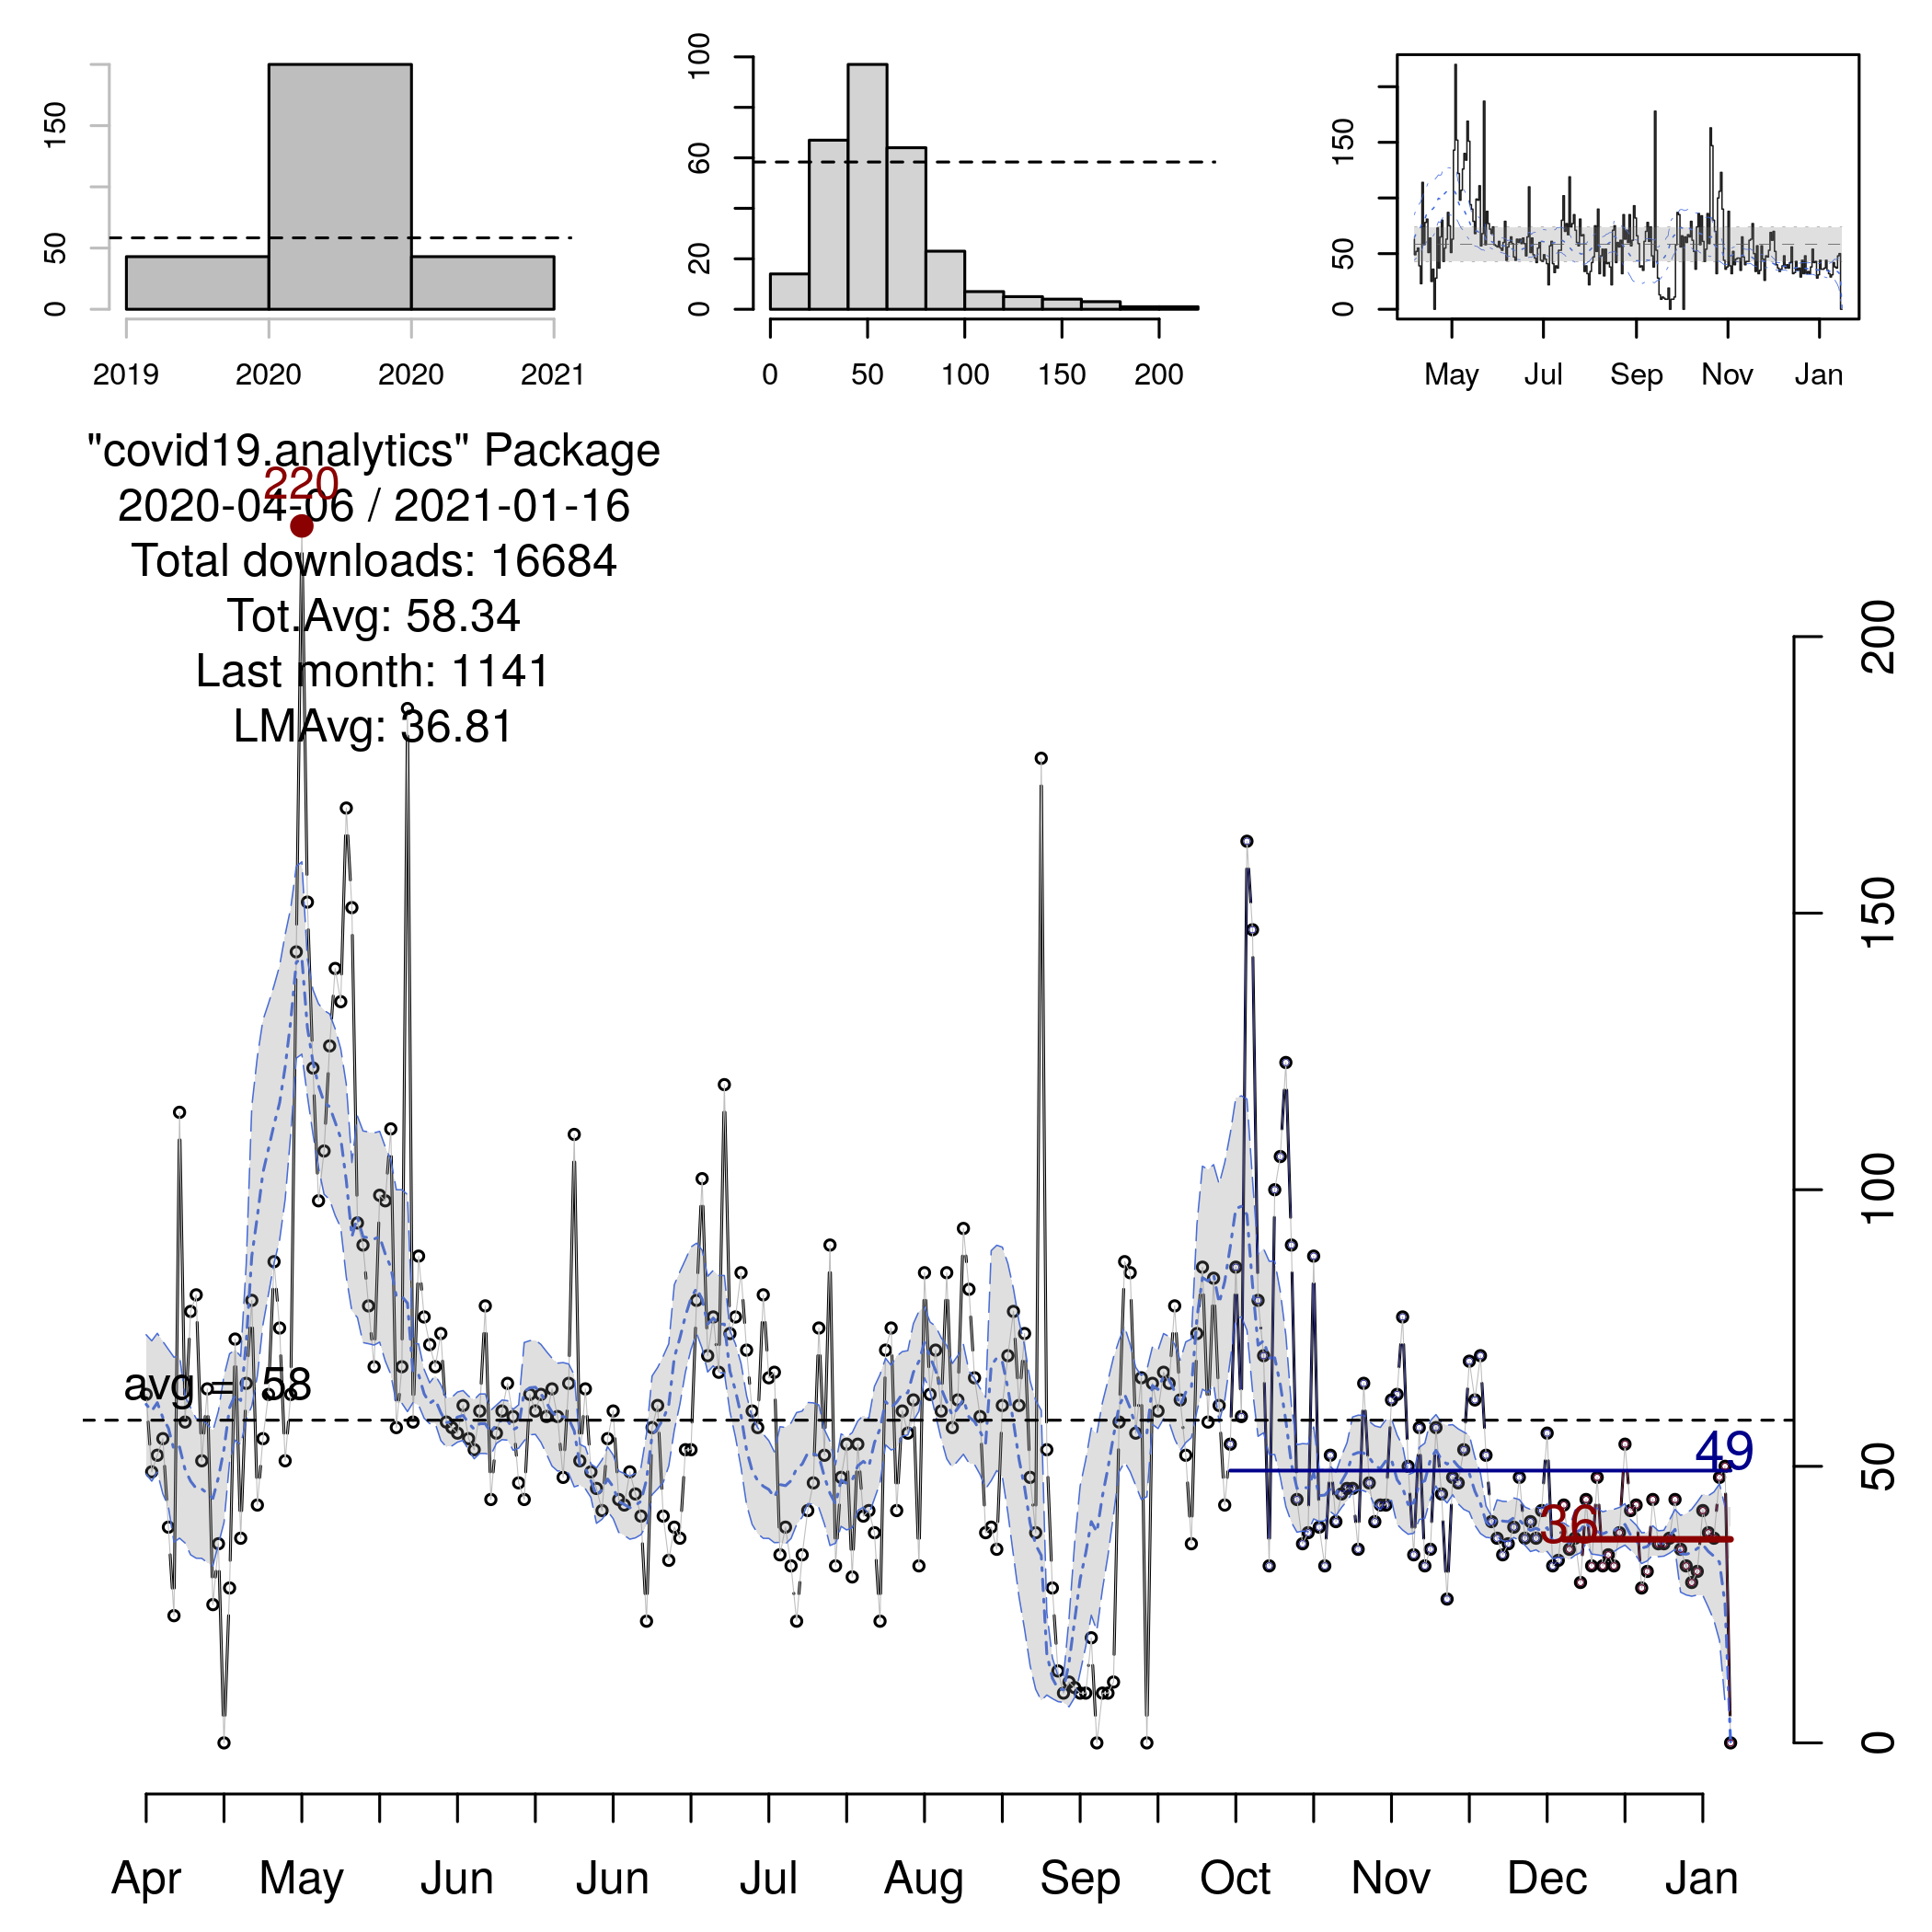 0 50 150
2019 2020 2020 2021
0 20 60 100
0 50 100 150 200
0 50 150
May Jul Sep Nov Jan
"covid19.analytics" Package
220
2020-04-06 / 2021-01-16
Total downloads: 16684
Tot.Avg: 58.34
Last month: 1141
LMAvg: 36.81
avg = 58
49
36
0 50 100 150 200
Apr May Jun Jun Jul Aug Sep Oct Nov Dec Jan